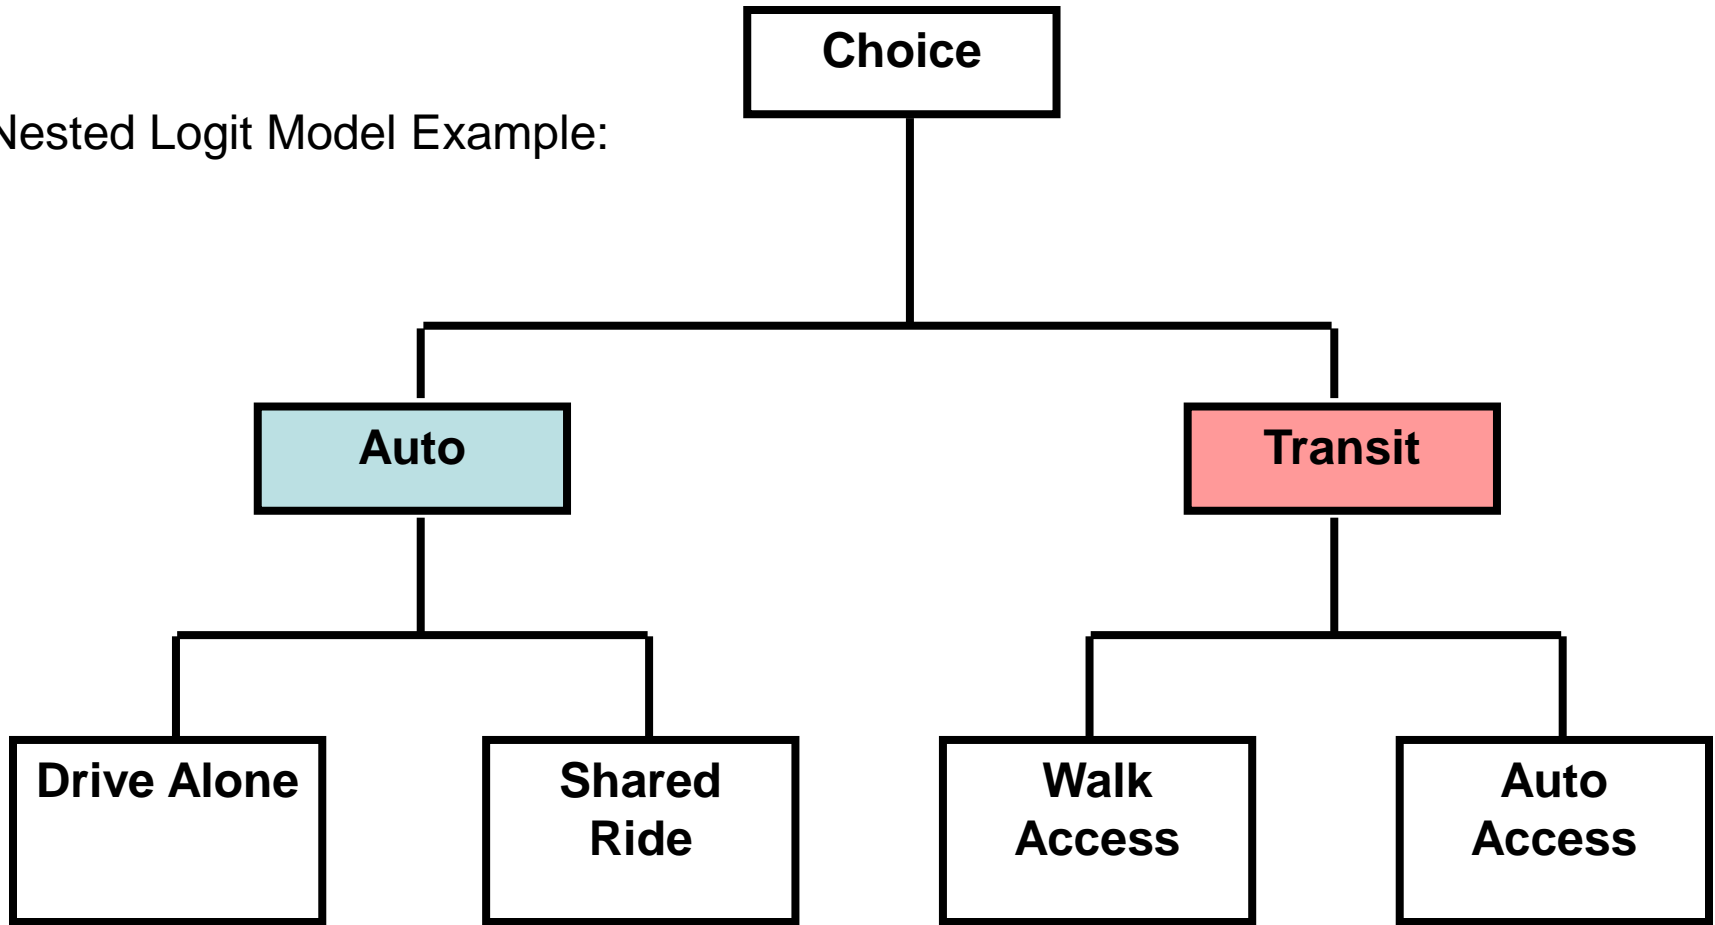 Choice
Nested Logit Model Example:
Auto
Transit
Drive Alone
Shared
Ride
Walk
Access
Auto
Access